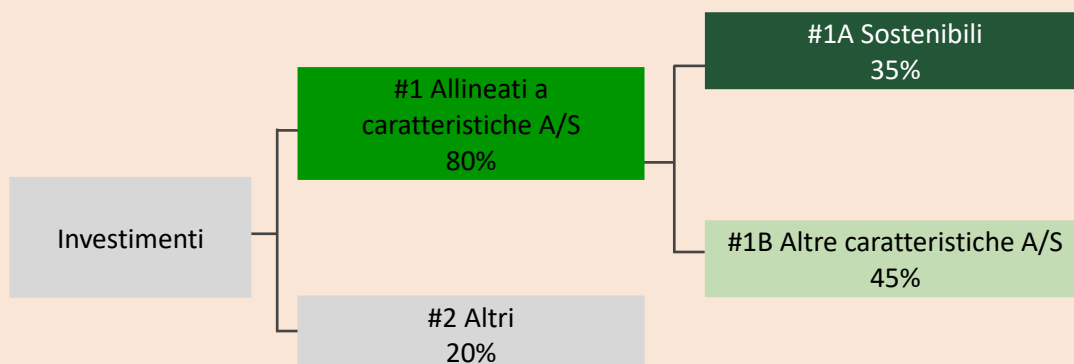 #1A Sostenibili
35%
#1 Allineati a
caratteristiche A/S
80%
Investimenti
#1B Altre caratteristiche A/S
45%
#2 Altri
20%